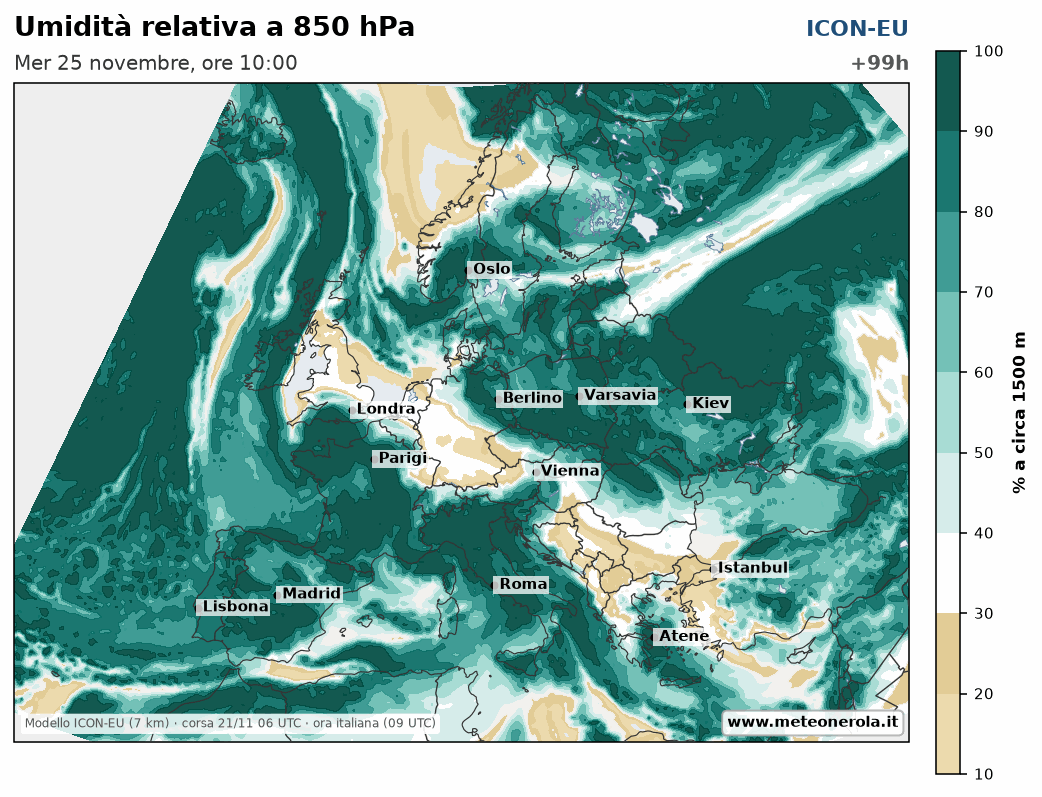 Umidità relativa a 850 hPa
ICON-EU
Mer 25 novembre, ore 10:00
+99h
100
90
80
70
60
50
40
30
20
10
% a circa 1500 m
Oslo
Berlino
Varsavia
Kiev
Londra
Parigi
Vienna
Istanbul
Roma
Madrid
Lisbona
Atene
Modello ICON-EU (7 km) · corsa 21/11 06 UTC · ora italiana (09 UTC)
www.meteonerola.it